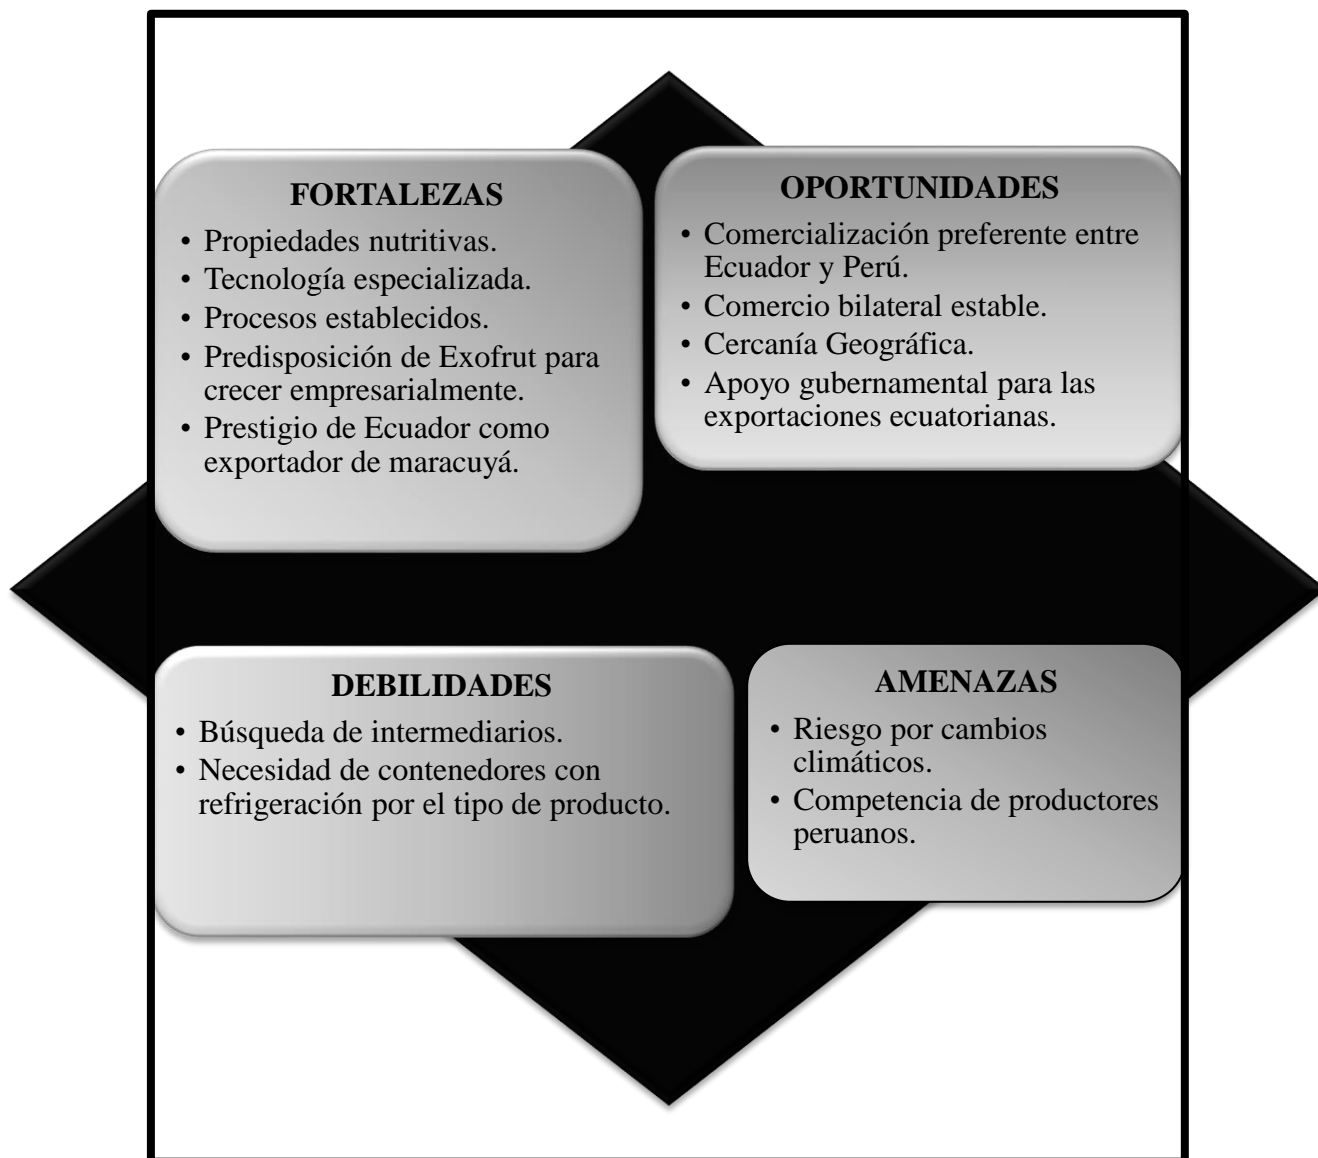 FORTALEZAS
• Propiedades nutritivas.
• Tecnología especializada.
• Procesos establecidos.
• Predisposición de Exofrut para
crecer empresarialmente.
• Prestigio de Ecuador como
exportador de maracuyá.
OPORTUNIDADES
• Comercialización preferente entre
Ecuador y Perú.
• Comercio bilateral estable.
• Cercanía Geográfica.
• Apoyo gubernamental para las
exportaciones ecuatorianas.
DEBILIDADES
• Búsqueda de intermediarios.
• Necesidad de contenedores con
refrigeración por el tipo de producto.
AMENAZAS
• Riesgo por cambios
climáticos.
• Competencia de productores
peruanos.